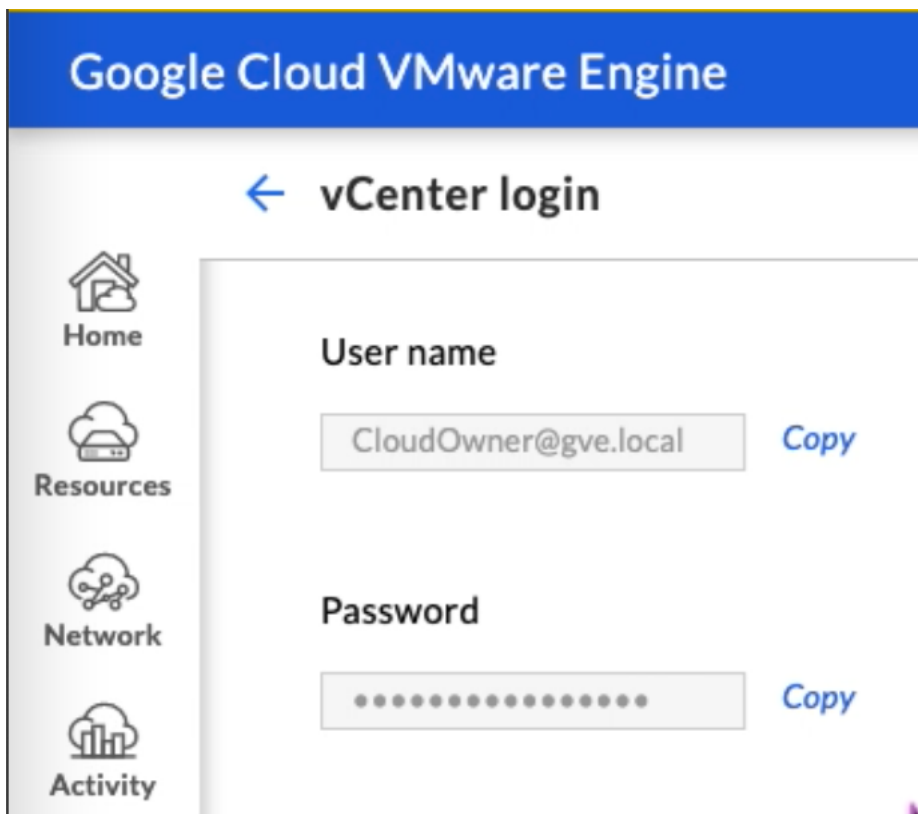 Google Cloud VMware Engine
vCenter login
Home
Resources
Network
Activity
User name
CloudOwner@gve.local
Copy
Password
••••••••••••••••
Copy